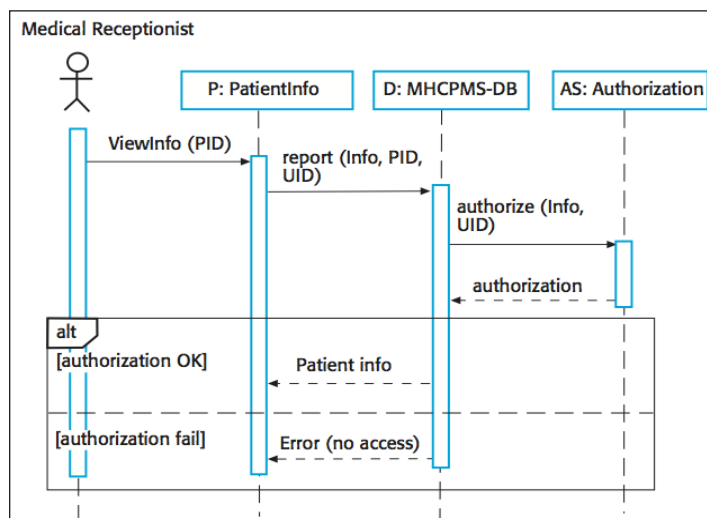 Medical Receptionist
P: PatientInfo
D: MHCPMS-DB
AS: Authorization
ViewInfo (PID)
report (Info, PID,
UID)
authorize (Info,
UID)
authorization
alt
[authorization OK]
Patient info
[authorization fail]
Error (no access)